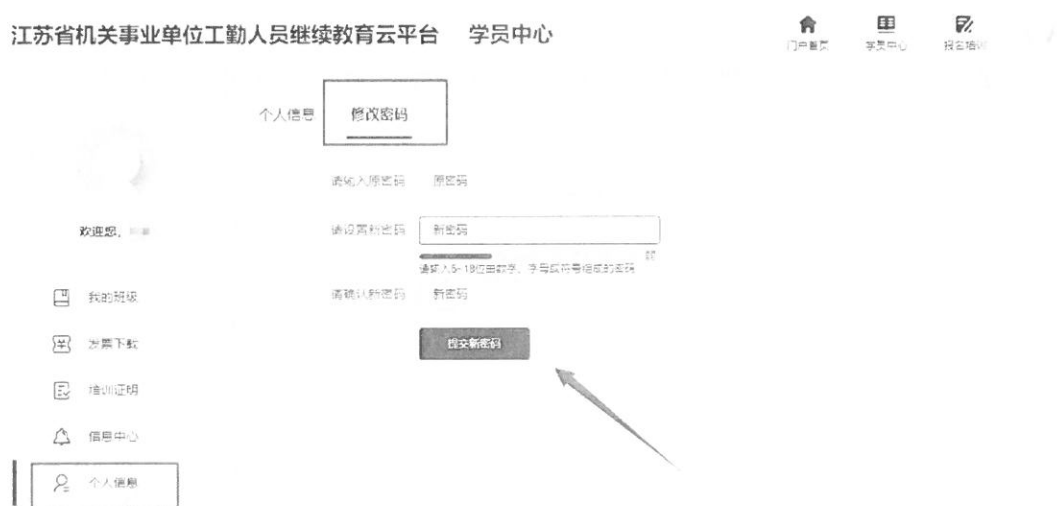 江苏省机关事业单位工勤人员继续教育云平台 学员中心
门户首页 学员中心 报名培训
个人信息 修改密码
请输入原密码 原密码
欢迎您,
请设置新密码 新密码
请输入6-18位由数字、字母或符号组成的密码
请确认新密码 新密码
提交新密码
我的班级
发票下载
培训证明
信息中心
个人信息